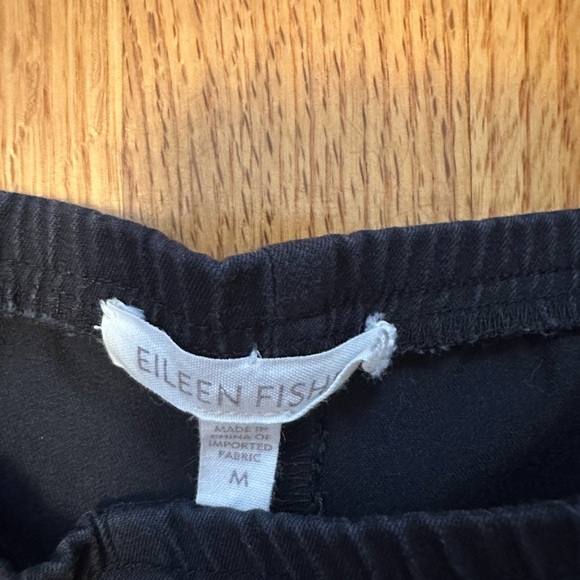 EILEEN FISH
MADE IN
CHINA OF
IMPORTED
FABRIC
M